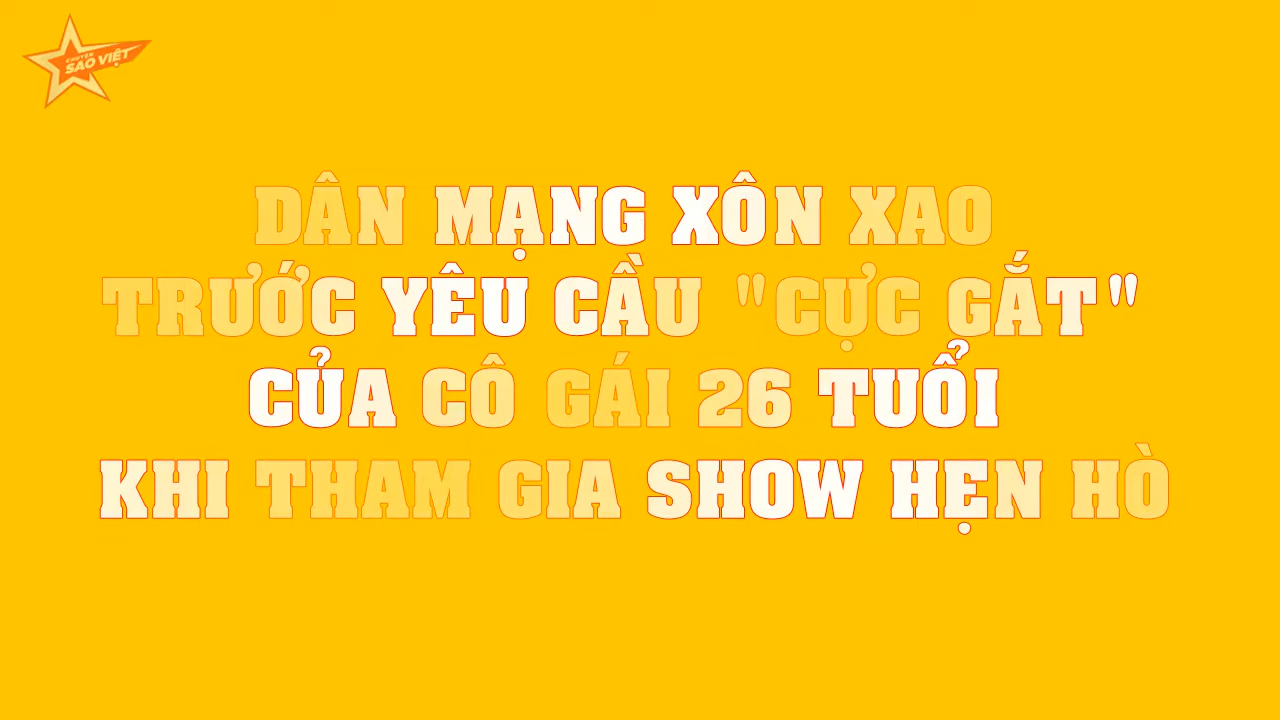 CHUYỆN
SAO VIỆT
DÂN MẠNG XÔN XAO
TRƯỚC YÊU CẦU "CỰC GẮT"
CỦA CÔ GÁI 26 TUỔI
KHI THAM GIA SHOW HẸN HÒ